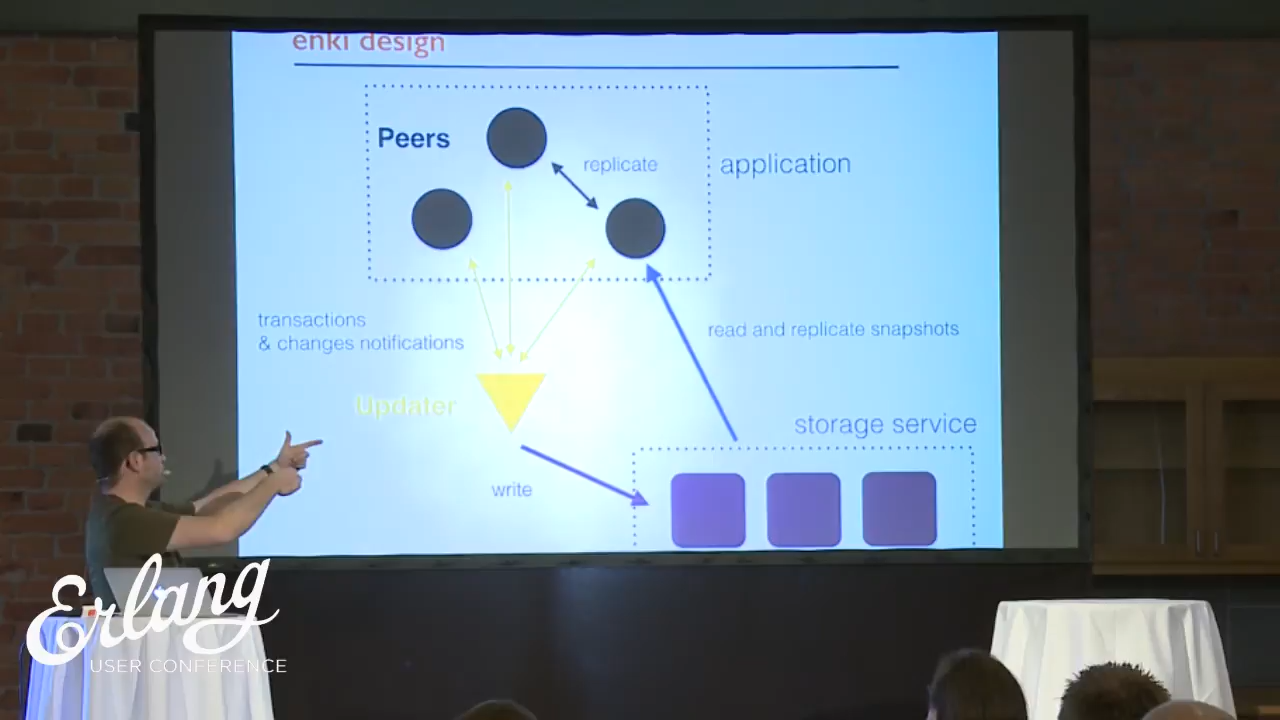 enki design
Peers
replicate
application
transactions
& changes notifications
read and replicate snapshots
Updater
storage service
write
Erlang
USER CONFERENCE